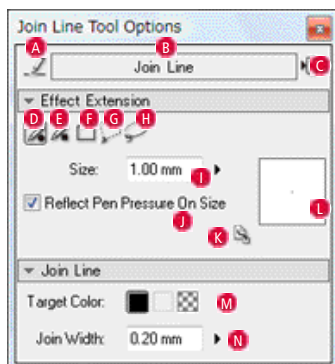 Join Line Tool Options
A B
Join Line C
Effect Extension
D E F G H
Size: 1.00 mm I
Reflect Pen Pressure On Size
J L
K
Join Line
Target Color: M
Join Width: 0.20 mm N